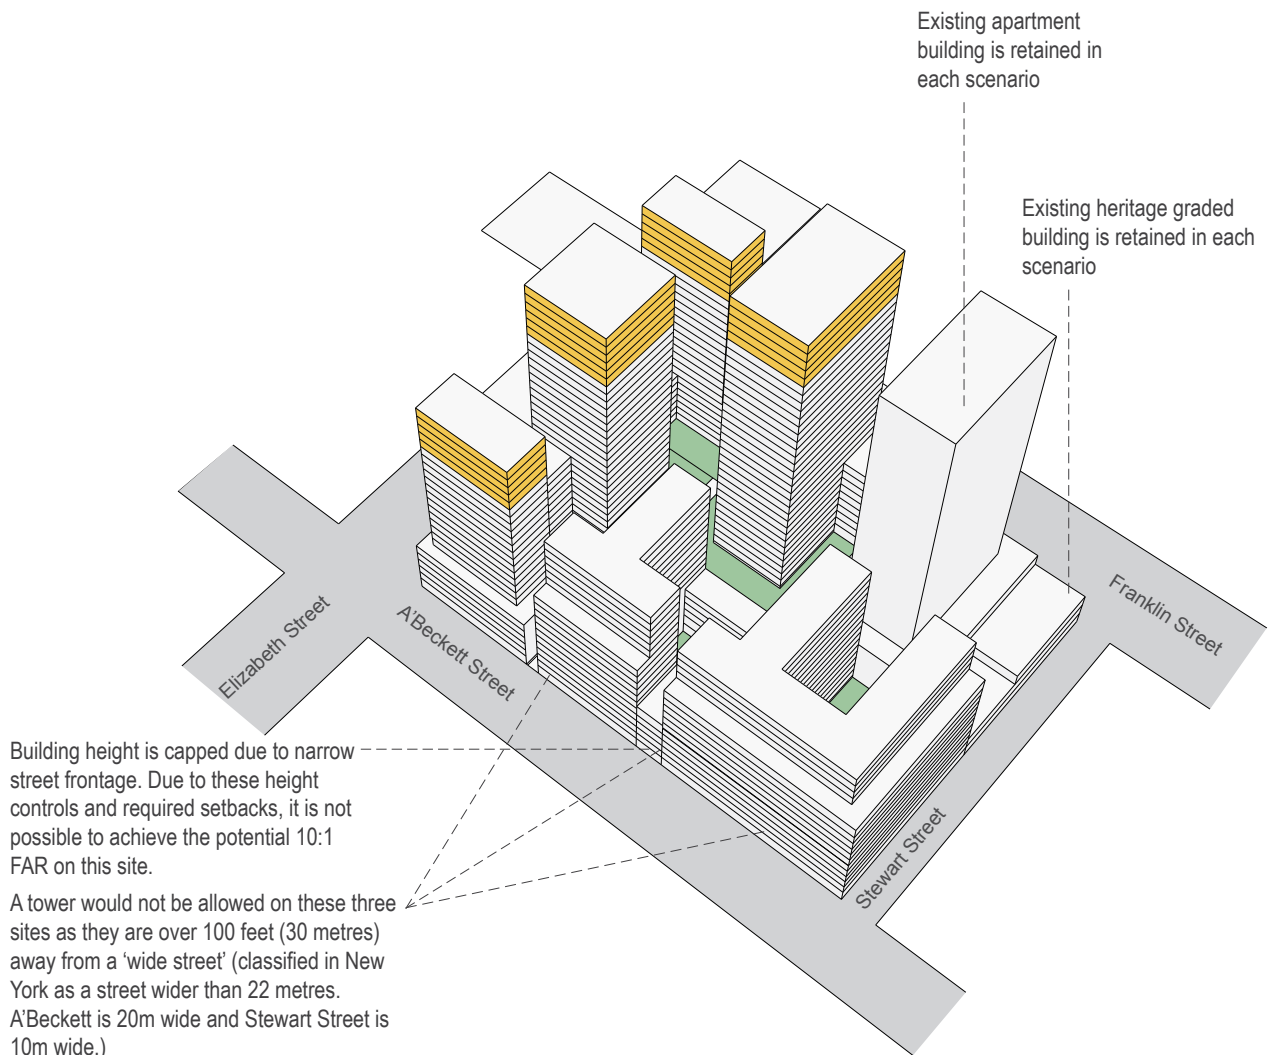 Existing apartment
building is retained in
each scenario
Existing heritage graded
building is retained in each
scenario
Franklin Street
Elizabeth Street
A'Beckett Street
Stewart Street
Building height is capped due to narrow
street frontage. Due to these height
controls and required setbacks, it is not
possible to achieve the potential 10:1
FAR on this site.
A tower would not be allowed on these three
sites as they are over 100 feet (30 metres)
away from a ‘wide street’ (classified in New
York as a street wider than 22 metres.
A’Beckett is 20m wide and Stewart Street is
10m wide.)